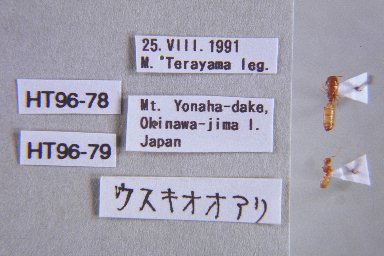 25. VIII. 1991
M. Terayama leg.
HT96-78
Mt. Yonaha-dake,
Okinawa-jima I.
Japan
HT96-79
ウスキオオアリ